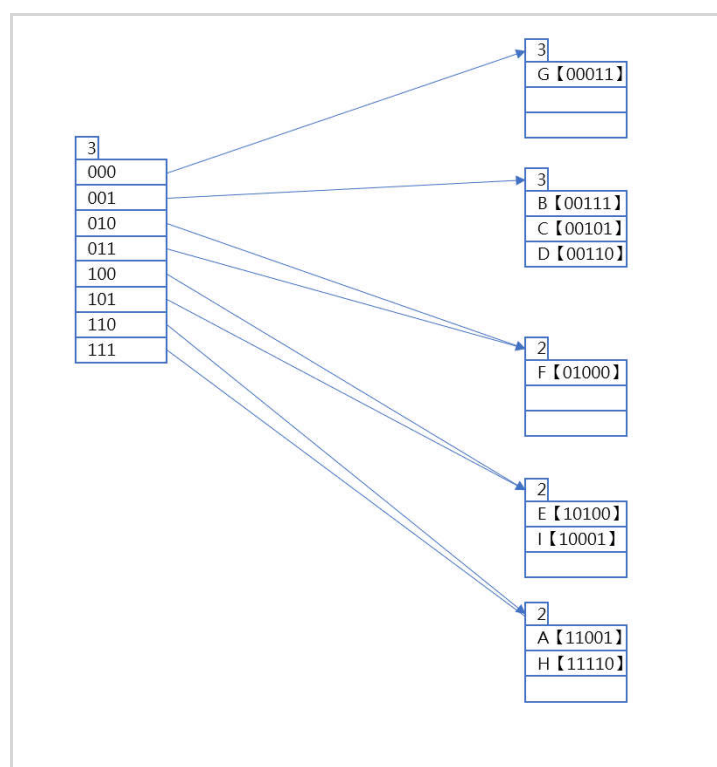 3
000
001
010
011
100
101
110
111
3
G【00011】
3
B【00111】
C【00101】
D【00110】
2
F【01000】
2
E【10100】
I【10001】
2
A【11001】
H【11110】